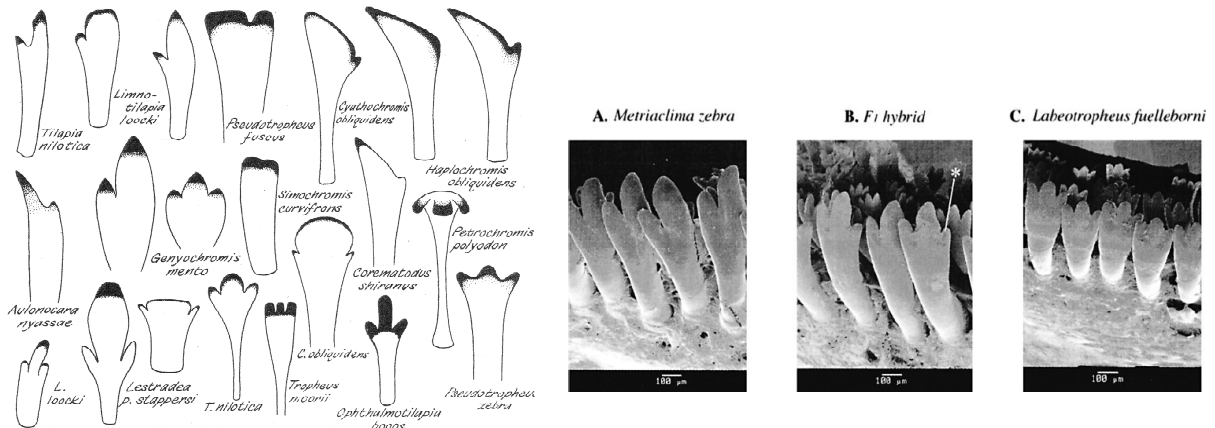 Tilapia
nilotica
Limno-
tilapia
loocki
Pseudotropheus
fuscus
Cyathochromis
obliquidens
Haplochromis
obliquidens
Aulonocara
nyassae
Genyochromis
mento
Simochromis
curvifrons
Corematodus
shiranus
Petrochromis
polyodon
L.
loocki
Lestradea
p. stappersi
T. nilotica
Tropheus
moorii
C. obliquidens
Ophthalmotilapia
Pseudotropheus
zebra
A. Metriaclima zebra
B. F1 hybrid
C. Labeotropheus fuelleborni
*
100 µm
100 µm
100 µm